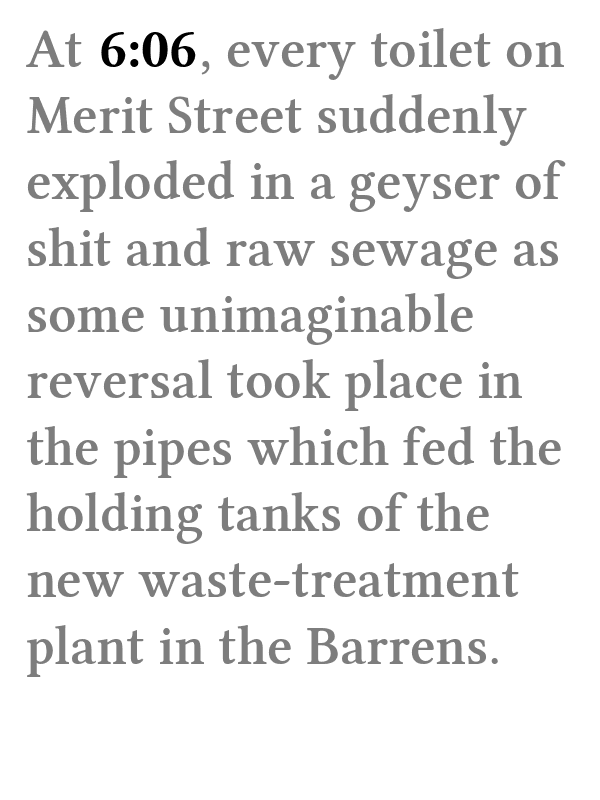 At 6:06, every toilet on
Merit Street suddenly
exploded in a geyser of
shit and raw sewage as
some unimaginable
reversal took place in
the pipes which fed the
holding tanks of the
new waste-treatment
plant in the Barrens.